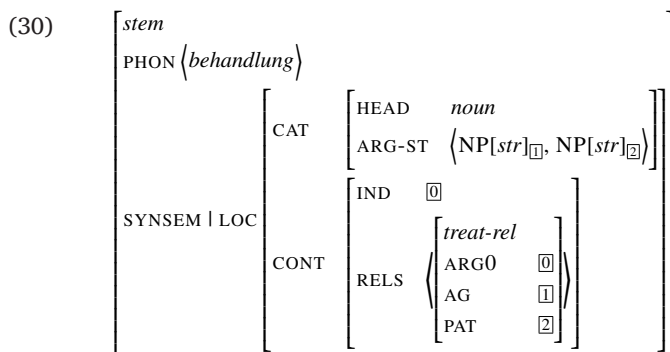 (30)
stem
PHON ⟨behandlung⟩
SYNSEM | LOC
CAT
HEAD noun
ARG-ST ⟨NP[str]1, NP[str]2⟩
CONT
IND 0
RELS
treat-rel
ARG0 0
AG 1
PAT 2